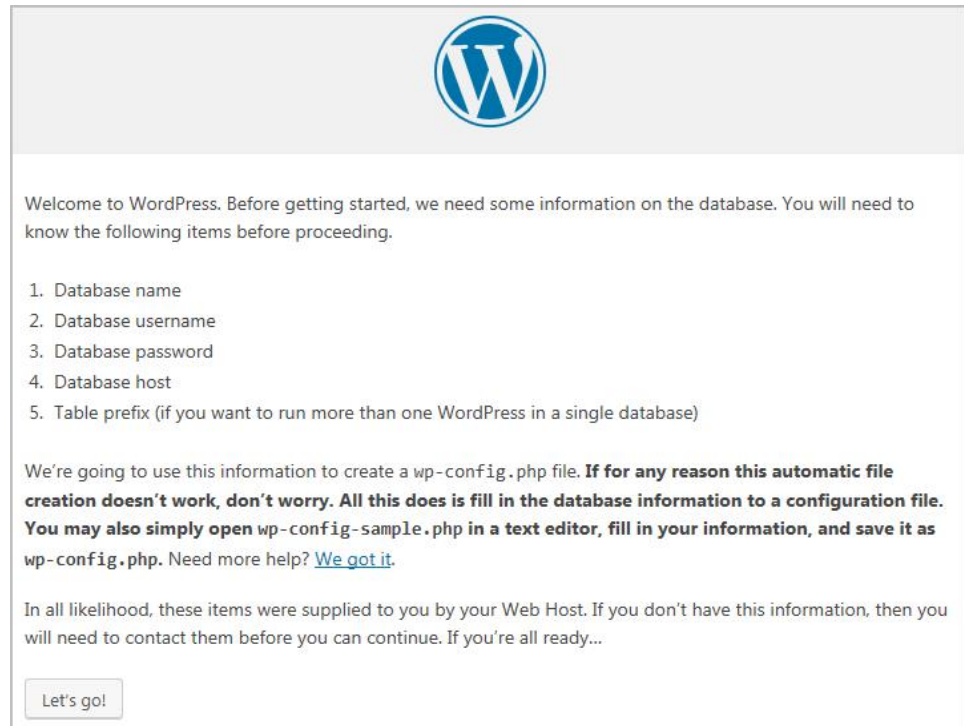 Welcome to WordPress. Before getting started, we need some information on the database. You will need to
know the following items before proceeding.
1. Database name
2. Database username
3. Database password
4. Database host
5. Table prefix (if you want to run more than one WordPress in a single database)
We’re going to use this information to create a wp-config.php file. If for any reason this automatic file
creation doesn’t work, don’t worry. All this does is fill in the database information to a configuration file.
You may also simply open wp-config-sample.php in a text editor, fill in your information, and save it as
wp-config.php. Need more help? We got it.
In all likelihood, these items were supplied to you by your Web Host. If you don’t have this information, then you
will need to contact them before you can continue. If you’re all ready…
Let's go!